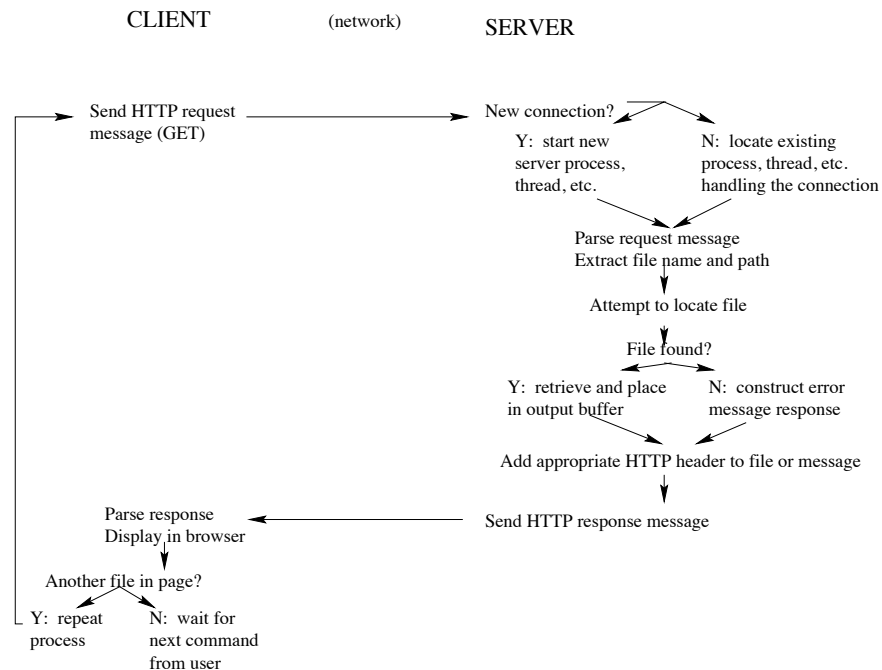 CLIENT
(network)
SERVER
Send HTTP request
message (GET)
New connection?
Y: start new
server process,
thread, etc.
N: locate existing
process, thread, etc.
handling the connection
Parse request message
Extract file name and path
Attempt to locate file
File found?
Y: retrieve and place
in output buffer
N: construct error
message response
Add appropriate HTTP header to file or message
Send HTTP response message
Parse response
Display in browser
Another file in page?
Y: repeat
process
N: wait for
next command
from user